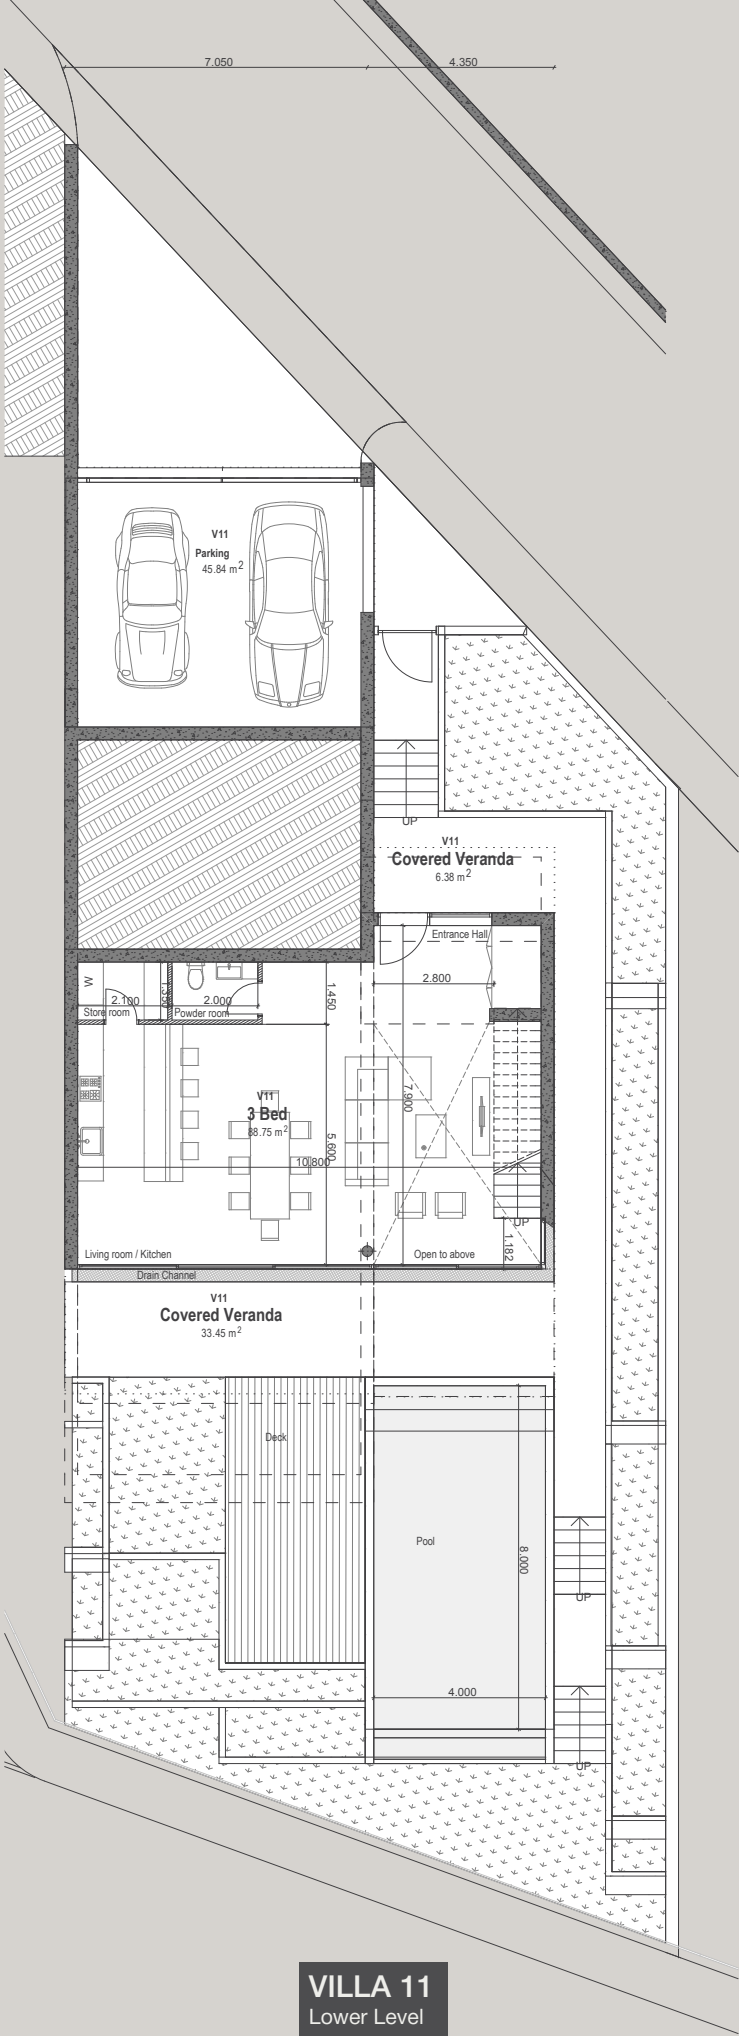 7.050
4.350
V11
Parking
45.84 m2
UP
V11
Covered Veranda
6.38 m2
Entrance Hall
2.800
W
2.100
1.350
2.000
1.450
Store room
Powder room
7.900
V11
3 Bed
88.75 m2
5.600
10.800
UP
1.182
Living room / Kitchen
Open to above
Drain Channel
V11
Covered Veranda
33.45 m2
Deck
Pool
8.000
UP
4.000
UP
VILLA 11
Lower Level